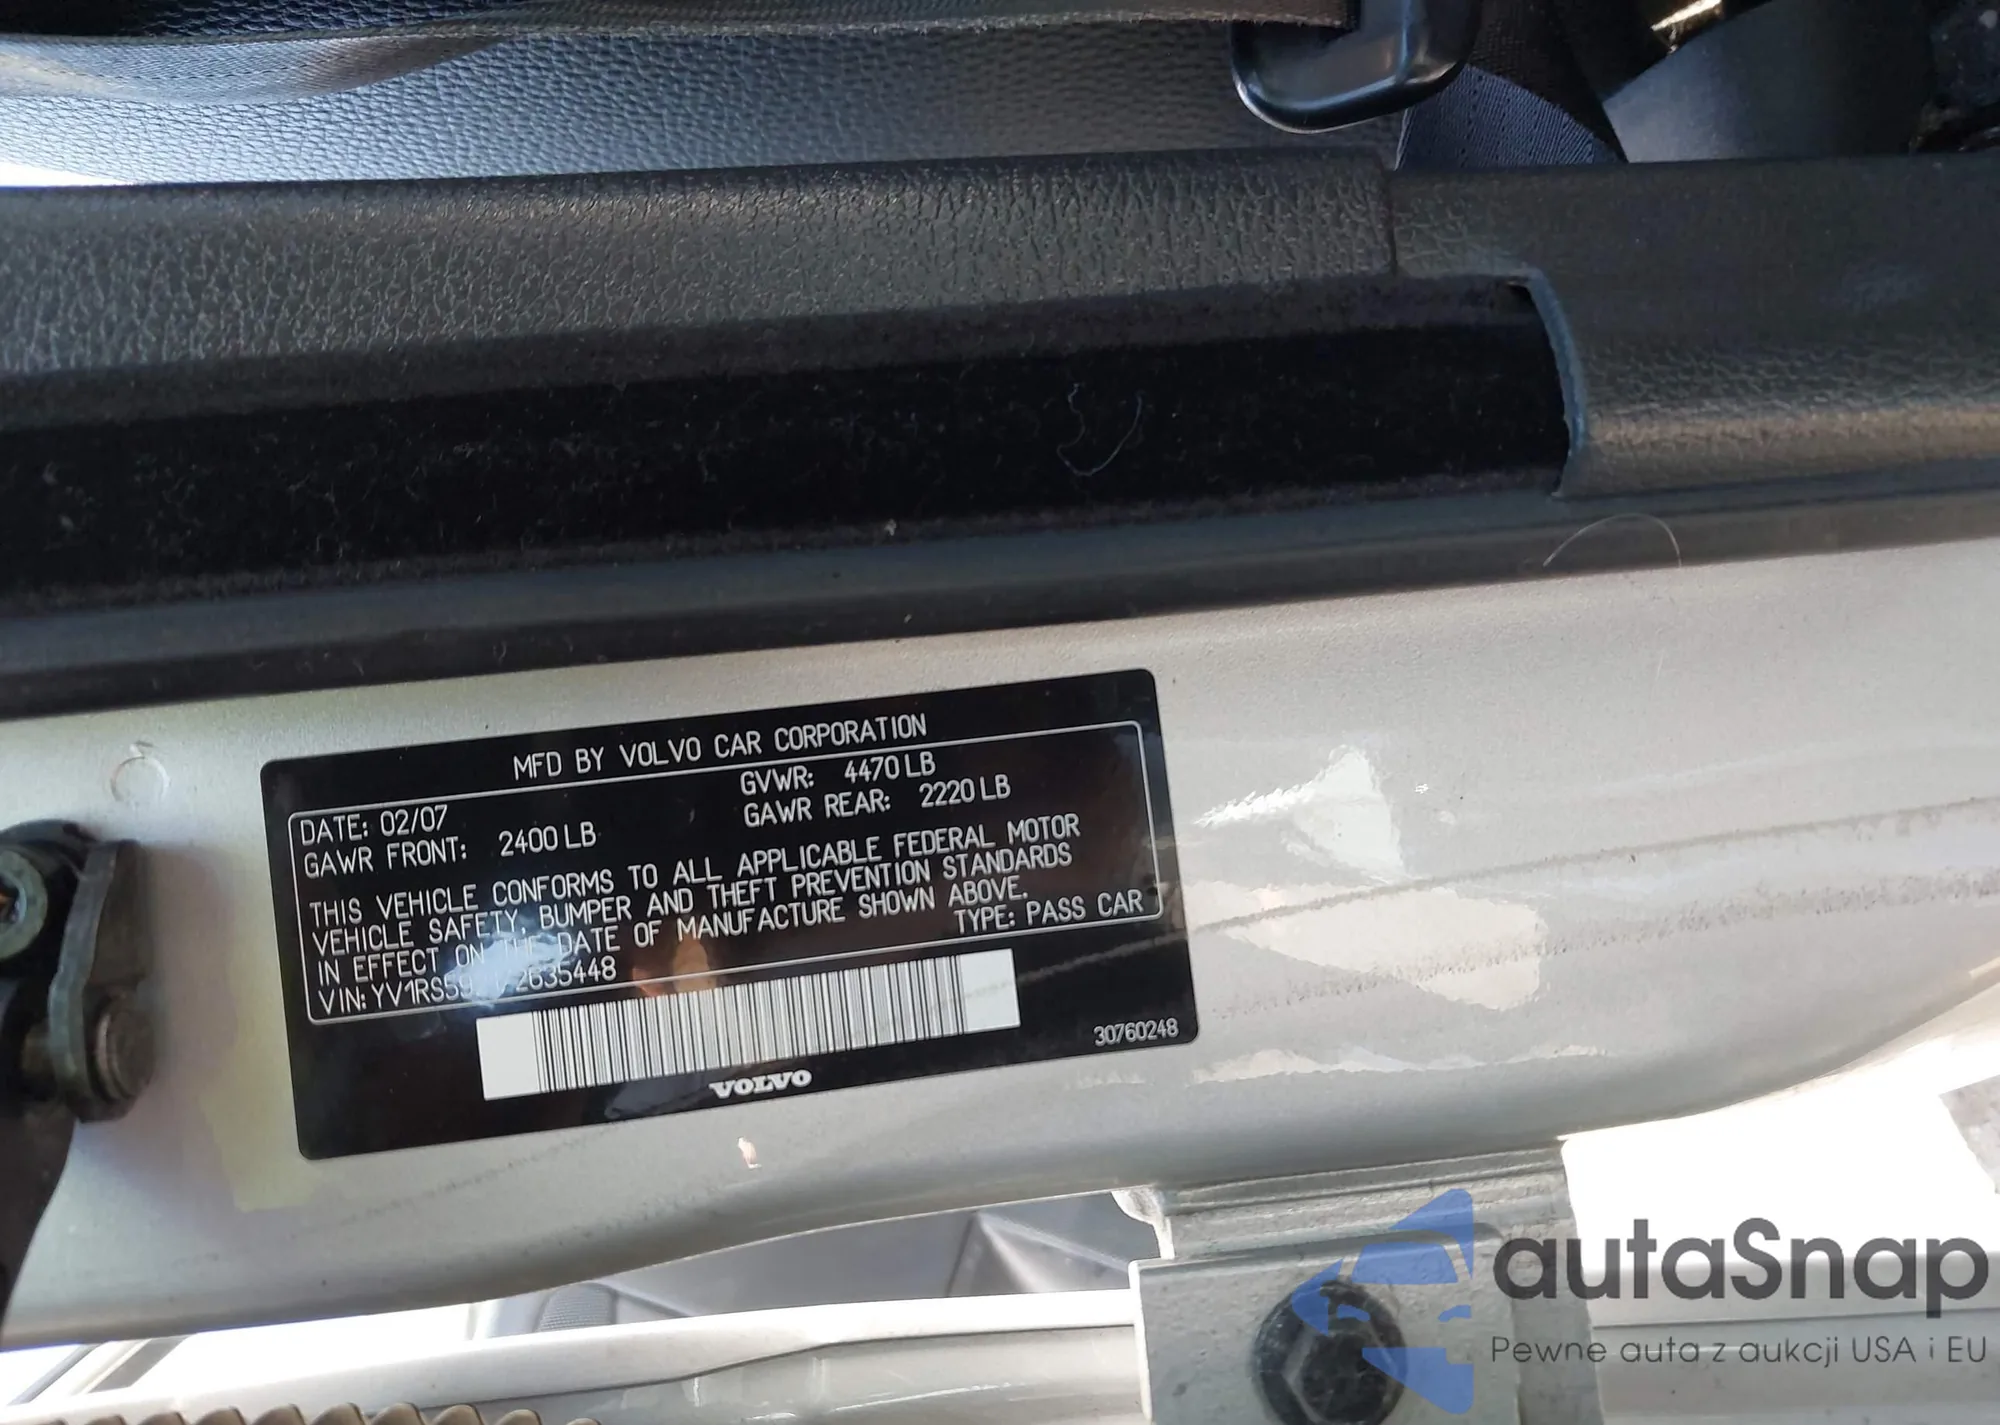 MFD BY VOLVO CAR CORPORATION
DATE: 02/07 GVWR: 4470 LB
GAWR FRONT: 2400 LB GAWR REAR: 2220 LB
THIS VEHICLE CONFORMS TO ALL APPLICABLE FEDERAL MOTOR
VEHICLE SAFETY, BUMPER AND THEFT PREVENTION STANDARDS
IN EFFECT ON THE DATE OF MANUFACTURE SHOWN ABOVE.
VIN: TYPE: PASS CAR
30760248
VOLVO
autaSnap
Pewne auta z aukcji USA i EU